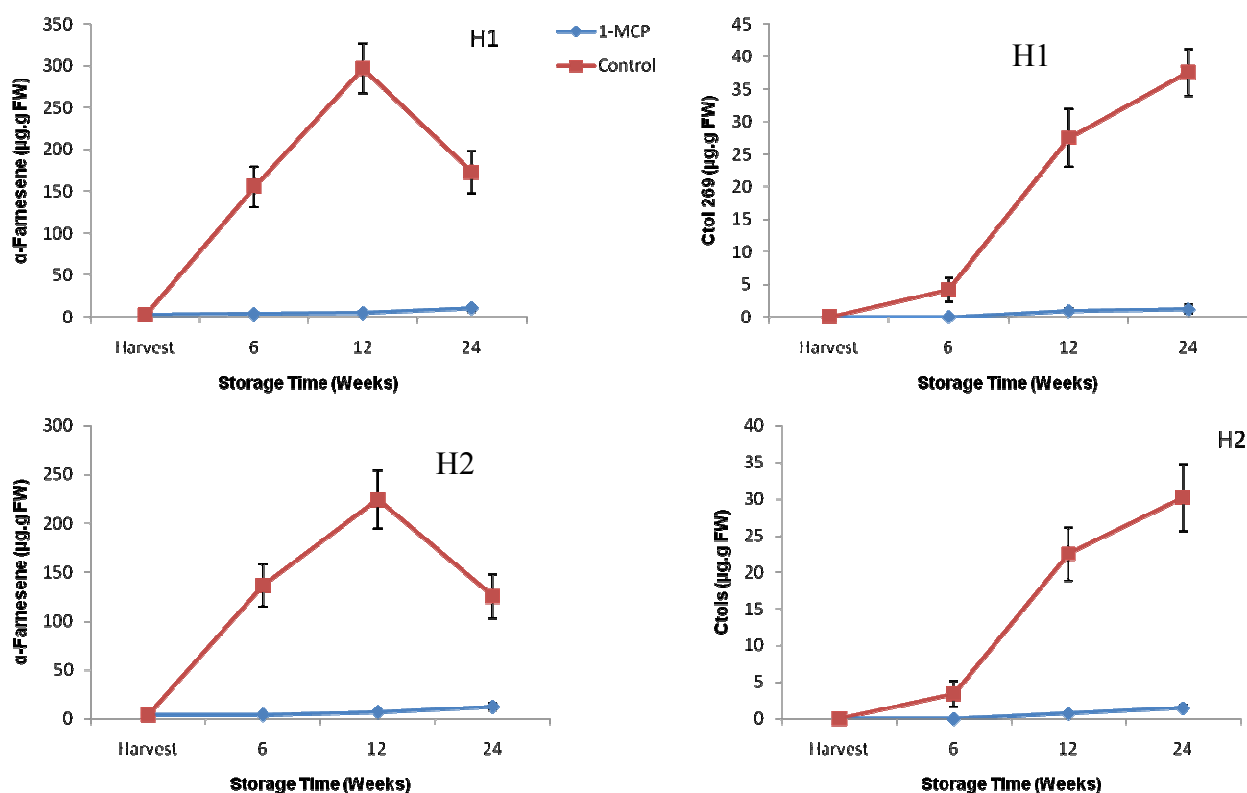 350
300
250
200
150
100
50
0
α-Farnesene (µg.g FW)
H1
Harvest 6 12 24
Storage Time (Weeks)
1-MCP
Control
45
40
35
30
25
20
15
10
5
0
Ctol 269 (µg.g FW)
H1
Harvest 6 12 24
Storage Time (Weeks)
300
250
200
150
100
50
0
α-Farnesene (µg.g FW)
H2
Harvest 6 12 24
Storage Time (Weeks)
40
35
30
25
20
15
10
5
0
Ctols (µg.g FW)
H2
Harvest 6 12 24
Storage Time (Weeks)